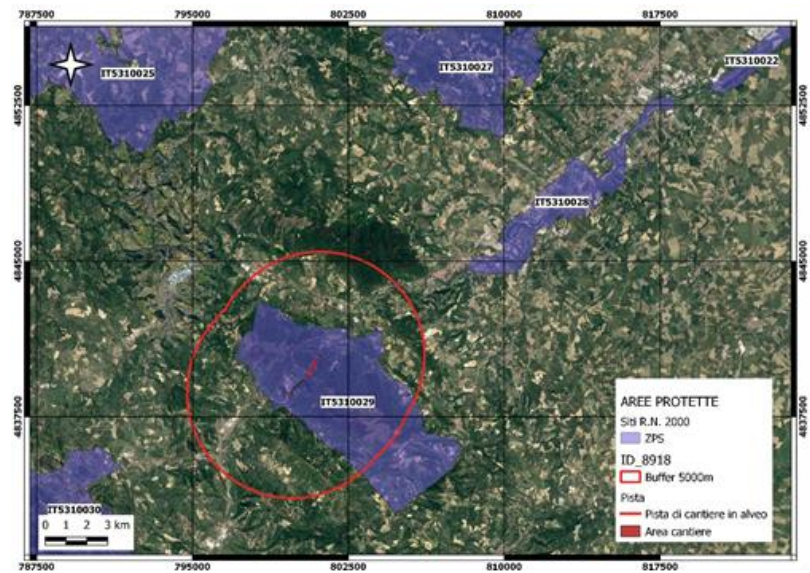 787500 795000 802500 810000 817500
IT5310025
IT5310027
IT5310022
4852500 4852500
IT5310028
4845000 4845000
IT5310029
4837500 4837500
IT5310030
0 1 2 3 km
AREE PROTETTE
Siti R.N. 2000
ZPS
ID_8918
Buffer 5000m
Pista
Pista di cantiere in alveo
Area cantiere
787500 795000 802500 810000 817500